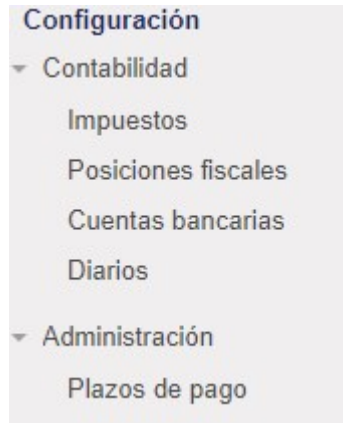 Configuración
Contabilidad
Impuestos
Posiciones fiscales
Cuentas bancarias
Diarios
Administración
Plazos de pago